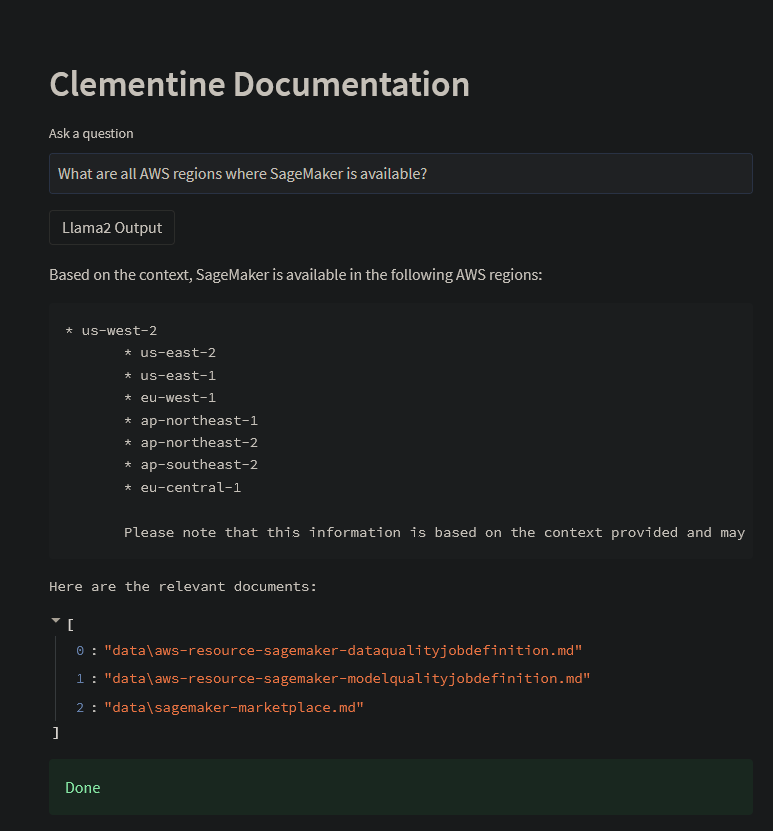 Clementine Documentation
Ask a question
What are all AWS regions where SageMaker is available?
Llama2 Output
Based on the context, SageMaker is available in the following AWS regions:
* us-west-2
* us-east-2
* us-east-1
* eu-west-1
* ap-northeast-1
* ap-northeast-2
* ap-southeast-2
* eu-central-1
Please note that this information is based on the context provided and may
Here are the relevant documents:
[
0 : "data\aws-resource-sagemaker-dataqualityjobdefinition.md"
1 : "data\aws-resource-sagemaker-modelqualityjobdefinition.md"
2 : "data\sagemaker-marketplace.md"
]
Done